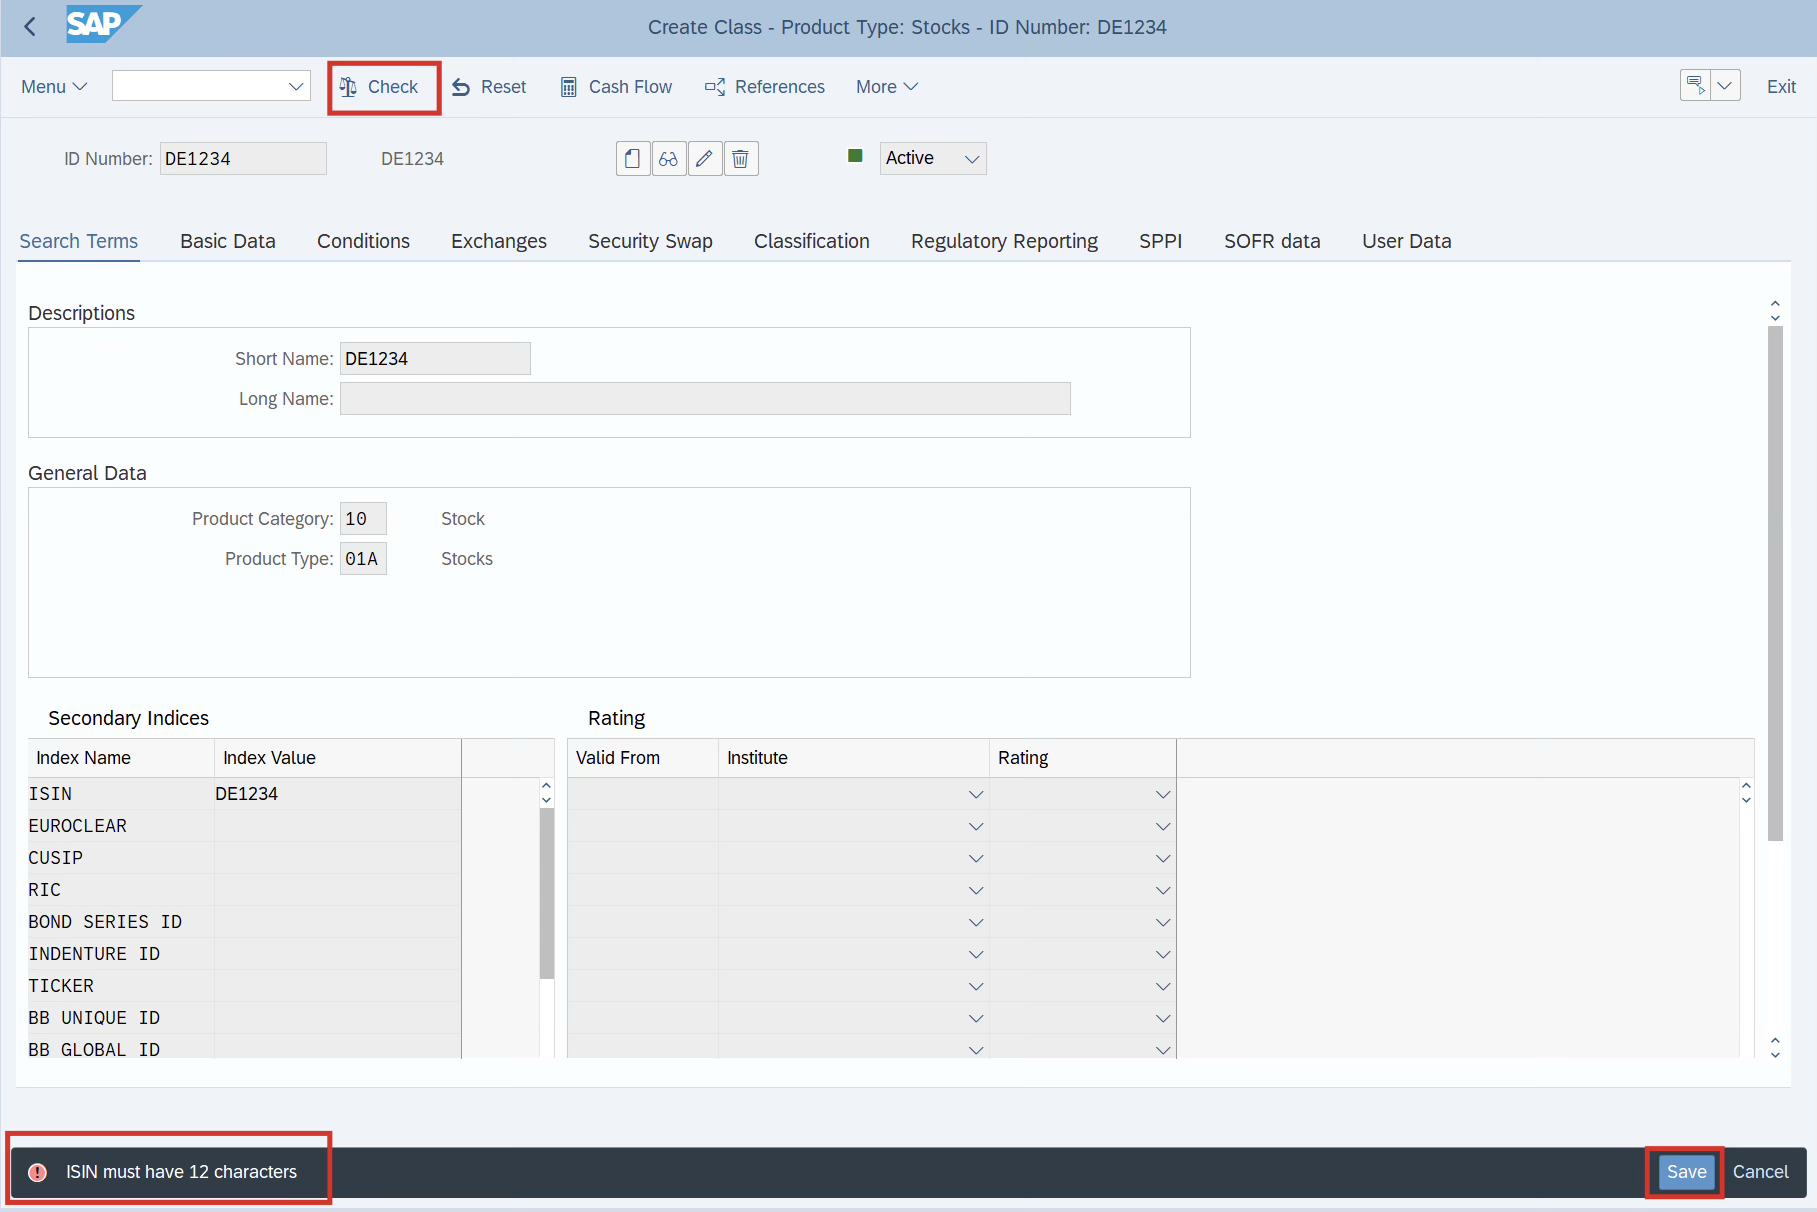 SAP
Create Class - Product Type: Stocks - ID Number: DE1234
Menu Check Reset Cash Flow References More Exit
ID Number: DE1234 DE1234 Active
Search Terms Basic Data Conditions Exchanges Security Swap Classification Regulatory Reporting SPPI SOFR data User Data
Descriptions
Short Name: DE1234
Long Name:
General Data
Product Category: 10 Stock
Product Type: 01A Stocks
Secondary Indices Rating
Index Name Index Value Valid From Institute Rating
ISIN DE1234
EUROCLEAR
CUSIP
RIC
BOND SERIES ID
INDENTURE ID
TICKER
BB UNIQUE ID
BB GLOBAL ID
ISIN must have 12 characters Save Cancel